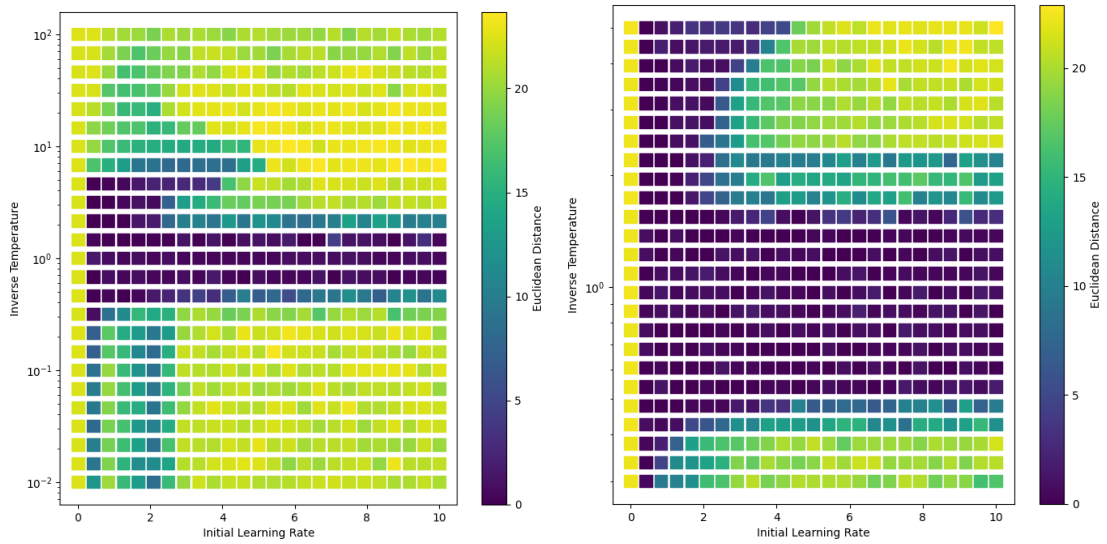 10²
10¹
10⁰
10⁻¹
10⁻²
Inverse Temperature
0 2 4 6 8 10
Initial Learning Rate
20
15
10
5
0
Euclidean Distance
10⁰
Inverse Temperature
0 2 4 6 8 10
Initial Learning Rate
20
15
10
5
0
Euclidean Distance